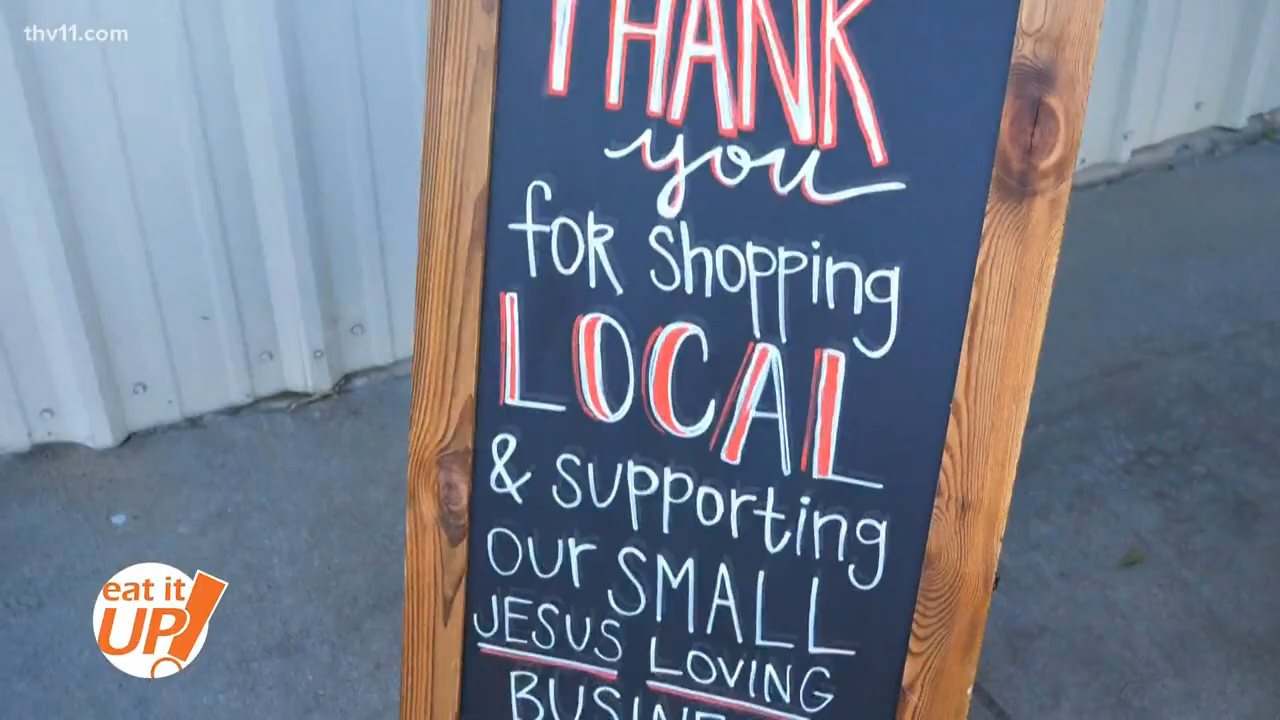 thv11.com
THANK
you
for shopping
LOCAL
& supporting
our SMALL
JESUS LOVING
eat it
UP!